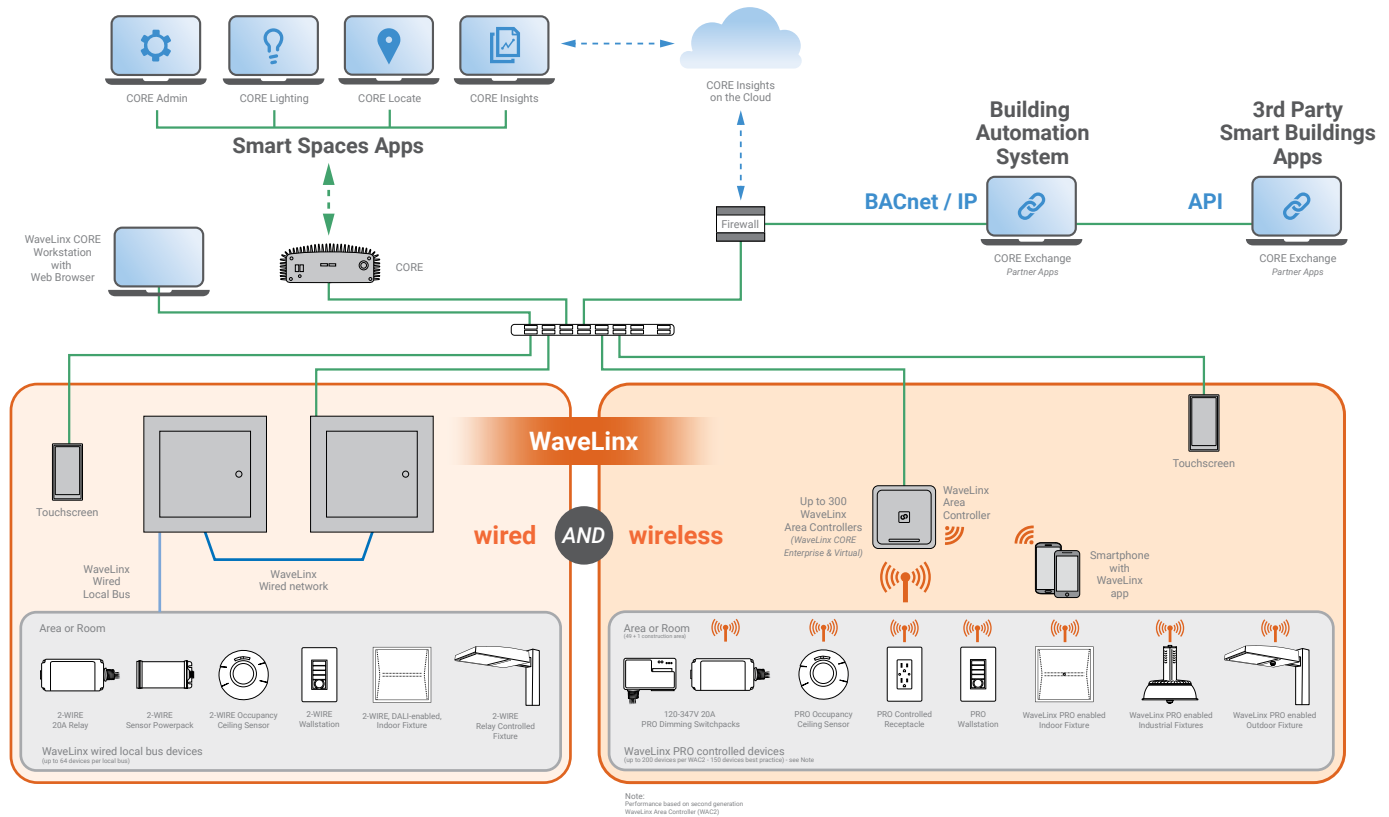 CORE Admin
CORE Lighting
CORE Locate
CORE Insights
Smart Spaces Apps
CORE Insights
on the Cloud
Building
Automation
System
3rd Party
Smart Buildings
Apps
BACnet / IP
API
Firewall
CORE Exchange
Partner Apps
CORE Exchange
Partner Apps
WaveLinx CORE
Workstation
with
Web Browser
CORE
WaveLinx
wired
AND
wireless
Touchscreen
WaveLinx
Wired
Local Bus
WaveLinx
Wired network
Up to 300
WaveLinx
Area Controllers
(WaveLinx CORE
Enterprise & Virtual)
WaveLinx
Area
Controller
Touchscreen
Smartphone
with
WaveLinx
app
Area or Room
2-WIRE
20A Relay
2-WIRE
Sensor Powerpack
2-WIRE Occupancy
Ceiling Sensor
2-WIRE
Wallstation
2-WIRE, DALI-enabled,
Indoor Fixture
2-WIRE
Relay Controlled
Fixture
WaveLinx wired local bus devices
(up to 64 devices per local bus)
Area or Room
(49 + 1 construction area)
120-347V 20A
PRO Dimming Switchpacks
PRO Occupancy
Ceiling Sensor
PRO Controlled
Receptacle
PRO
Wallstation
WaveLinx PRO enabled
Indoor Fixture
WaveLinx PRO enabled
Industrial Fixtures
WaveLinx PRO enabled
Outdoor Fixture
WaveLinx PRO controlled devices
(up to 200 devices per WAC2 - 150 devices best practice) - see Note
Note:
Performance based on second generation
WaveLinx Area Controller (WAC2)